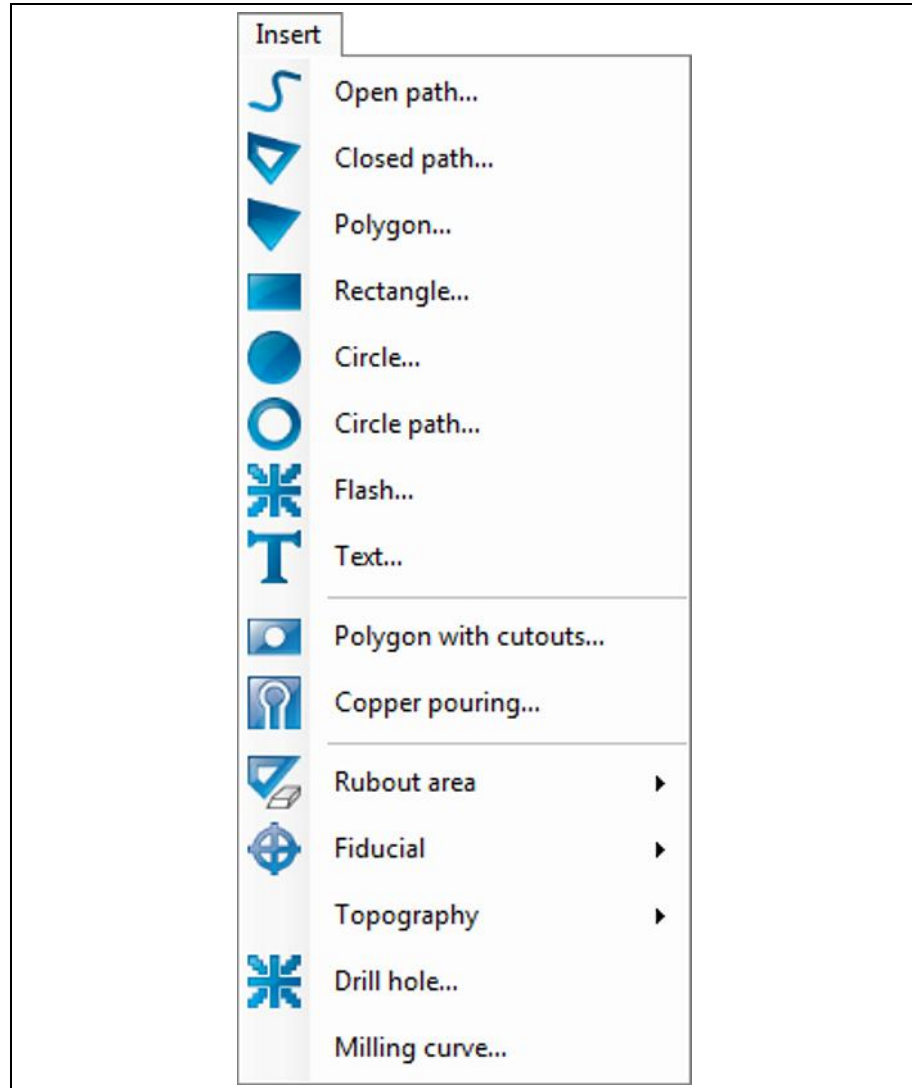 Insert
Open path...
Closed path...
Polygon...
Rectangle...
Circle...
Circle path...
Flash...
Text...
Polygon with cutouts...
Copper pouring...
Rubout area
Fiducial
Topography
Drill hole...
Milling curve...